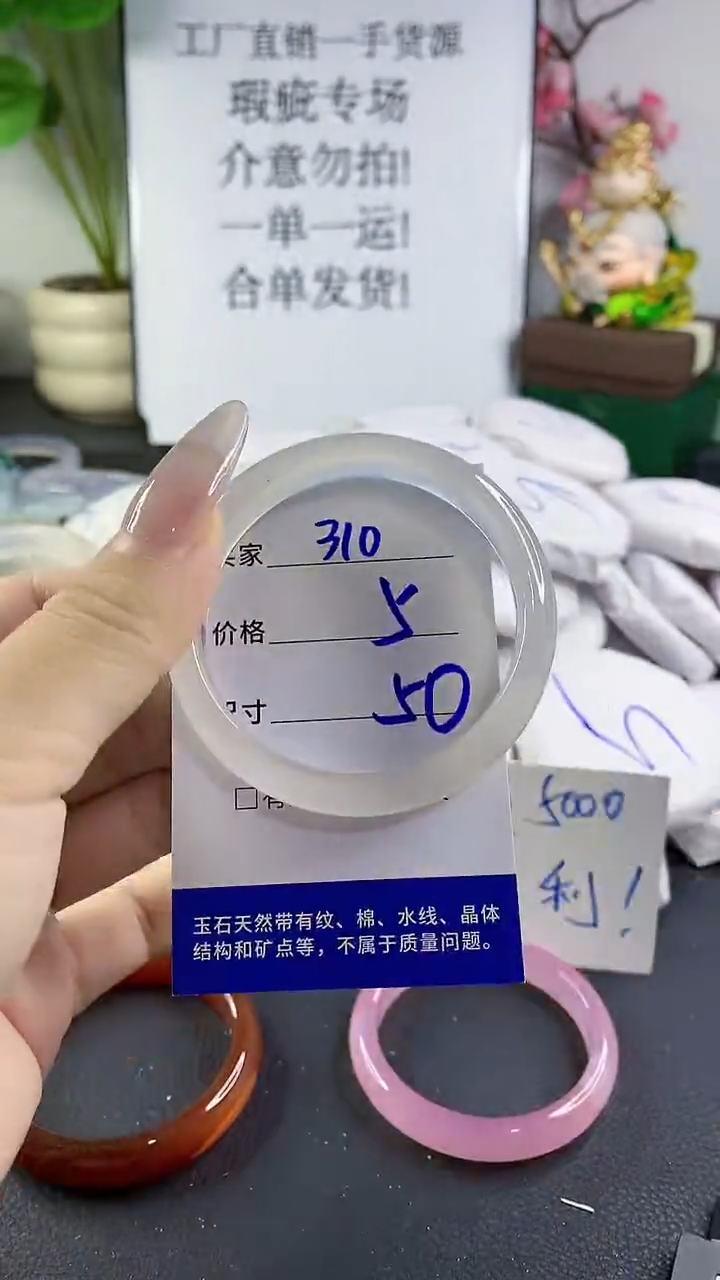 工厂直销一手货源
瑕疵专场
介意勿拍!
一单一运!
合单发货!
家 310
价格 5
寸 50
□有
5000
利!
玉石天然带有纹、棉、水线、晶体
结构和矿点等，不属于质量问题。